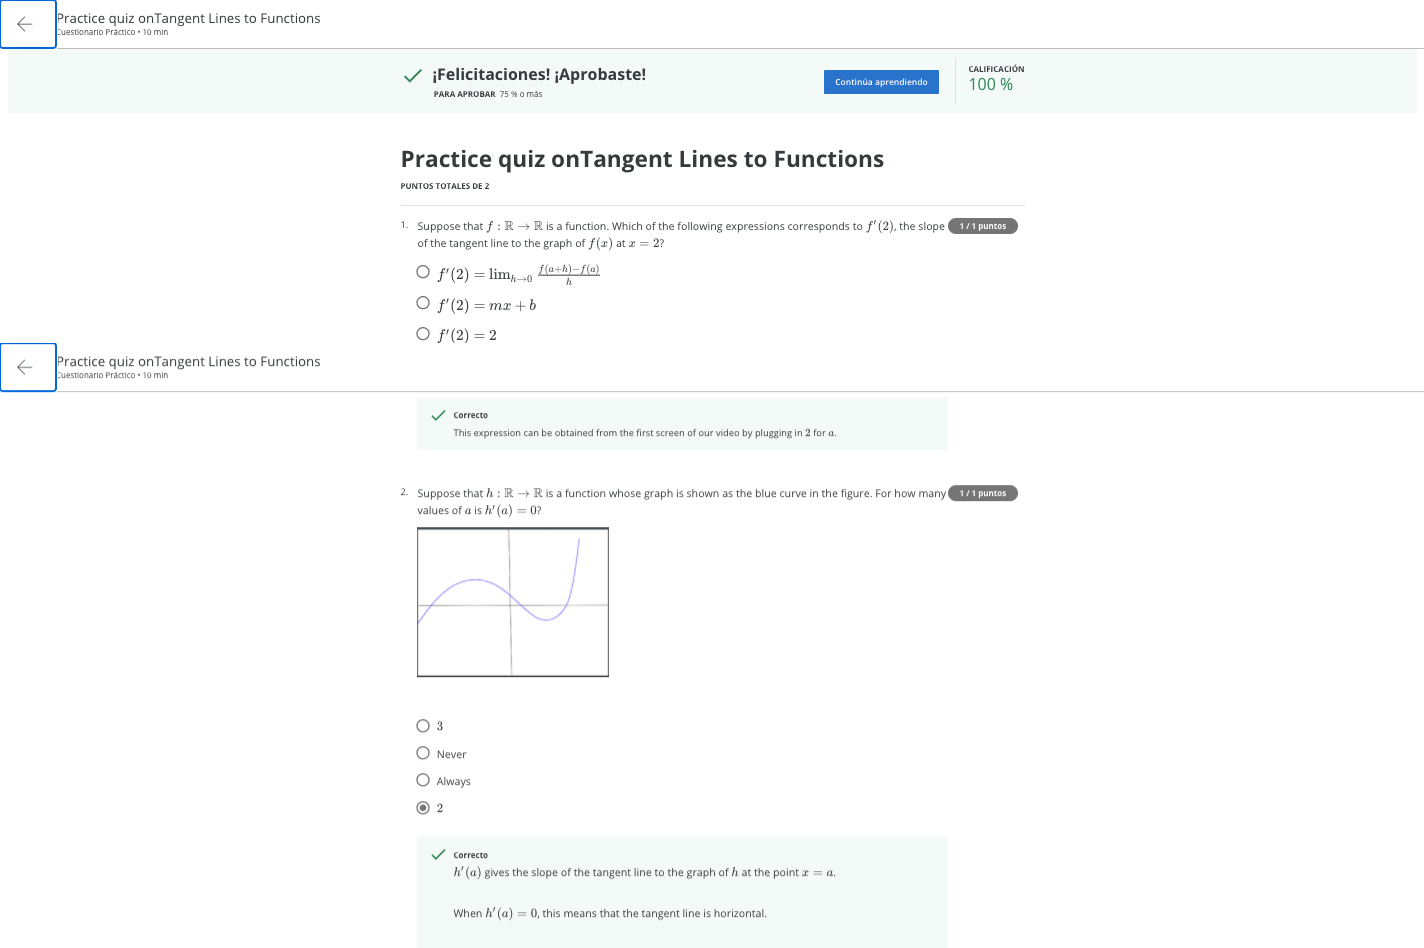 Practice quiz onTangent Lines to Functions
Cuestionario Práctico • 10 min
¡Felicitaciones! ¡Aprobaste!
PARA APROBAR 75 % o más
Continúa aprendiendo
CALIFICACIÓN
100 %
Practice quiz onTangent Lines to Functions
PUNTOS TOTALES DE 2
1. Suppose that f : ℝ → ℝ is a function. Which of the following expressions corresponds to f′(2), the slope 1 / 1 puntos
of the tangent line to the graph of f(x) at x = 2?
f′(2) = lim_{h→0} \frac{f(a+h)−f(a)}{h}
f′(2) = mx + b
f′(2) = 2
Practice quiz onTangent Lines to Functions
Cuestionario Práctico • 10 min
Correcto
This expression can be obtained from the first screen of our video by plugging in 2 for a.
2. Suppose that h : ℝ → ℝ is a function whose graph is shown as the blue curve in the figure. For how many 1 / 1 puntos
values of a is h′(a) = 0?
3
Never
Always
2
Correcto
h′(a) gives the slope of the tangent line to the graph of h at the point x = a.
When h′(a) = 0, this means that the tangent line is horizontal.